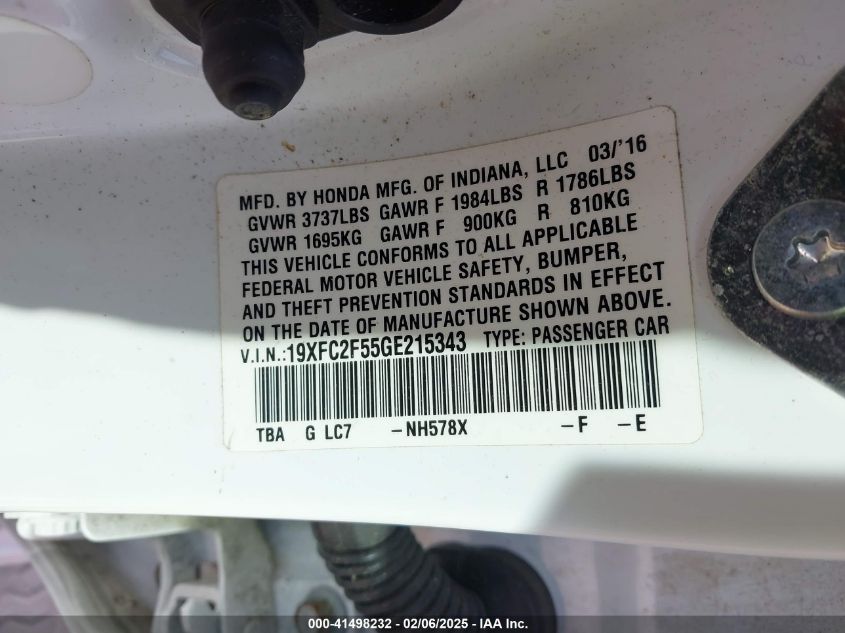 MFD. BY HONDA MFG. OF INDIANA, LLC 03/'16
GVWR 3737LBS GAWR F 1984LBS R 1786LBS
GVWR 1695KG GAWR F 900KG R 810KG
THIS VEHICLE CONFORMS TO ALL APPLICABLE
FEDERAL MOTOR VEHICLE SAFETY, BUMPER,
AND THEFT PREVENTION STANDARDS IN EFFECT
ON THE DATE OF MANUFACTURE SHOWN ABOVE.
V.I.N.:19XFC2F55GE215343 TYPE: PASSENGER CAR
TBA G LC7 -NH578X -F -E
000-41498232 - 02/06/2025 - IAA Inc.